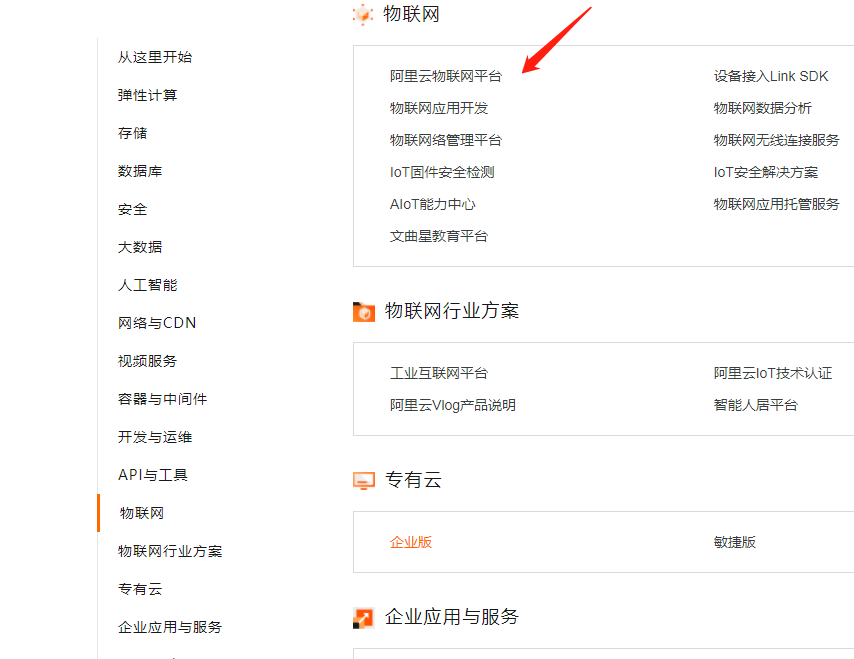 从这里开始
弹性计算
存储
数据库
安全
大数据
人工智能
网络与CDN
视频服务
容器与中间件
开发与运维
API与工具
物联网
物联网行业方案
专有云
企业应用与服务
物联网
阿里云物联网平台
设备接入Link SDK
物联网应用开发
物联网数据分析
物联网络管理平台
物联网无线连接服务
IoT固件安全检测
IoT安全解决方案
AIoT能力中心
物联网应用托管服务
文曲星教育平台
物联网行业方案
工业互联网平台
阿里云IoT技术认证
阿里云Vlog产品说明
智能人居平台
专有云
企业版
敏捷版
企业应用与服务